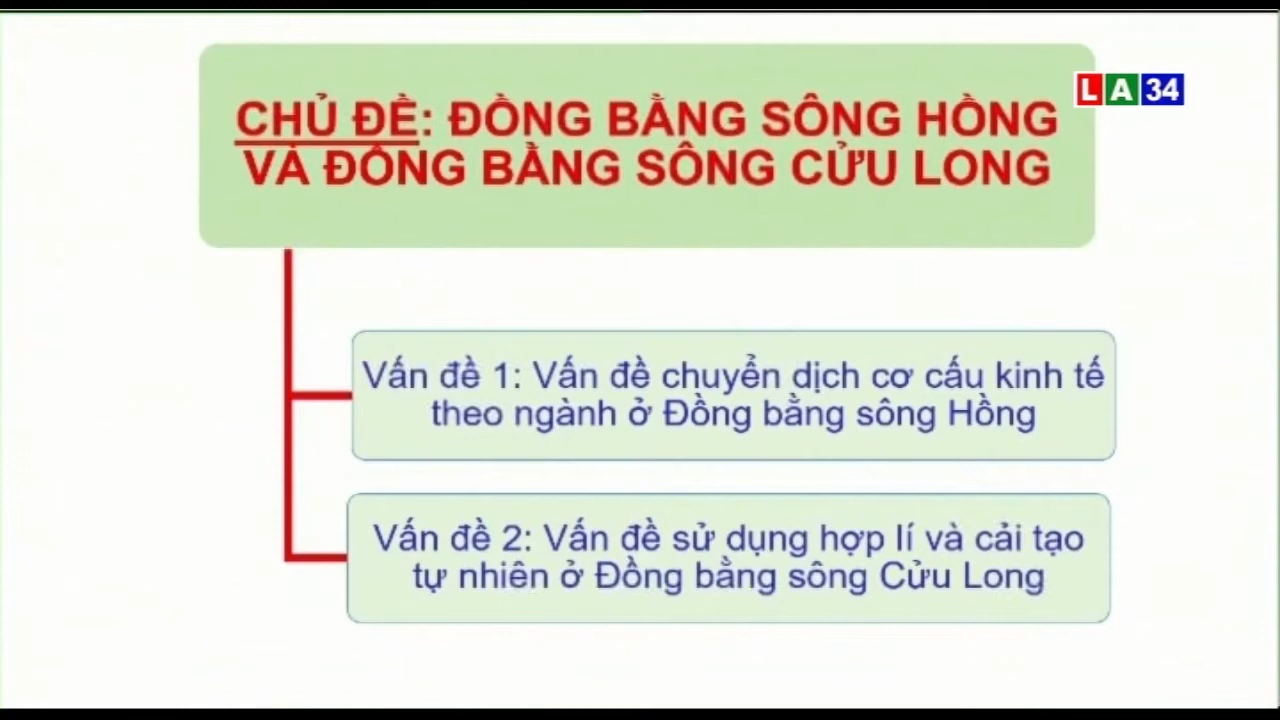 LA34
CHỦ ĐỀ: ĐỒNG BẰNG SÔNG HỒNG
VÀ ĐỒNG BẰNG SÔNG CỬU LONG
Vấn đề 1: Vấn đề chuyển dịch cơ cấu kinh tế
theo ngành ở Đồng bằng sông Hồng
Vấn đề 2: Vấn đề sử dụng hợp lí và cải tạo
tự nhiên ở Đồng bằng sông Cửu Long